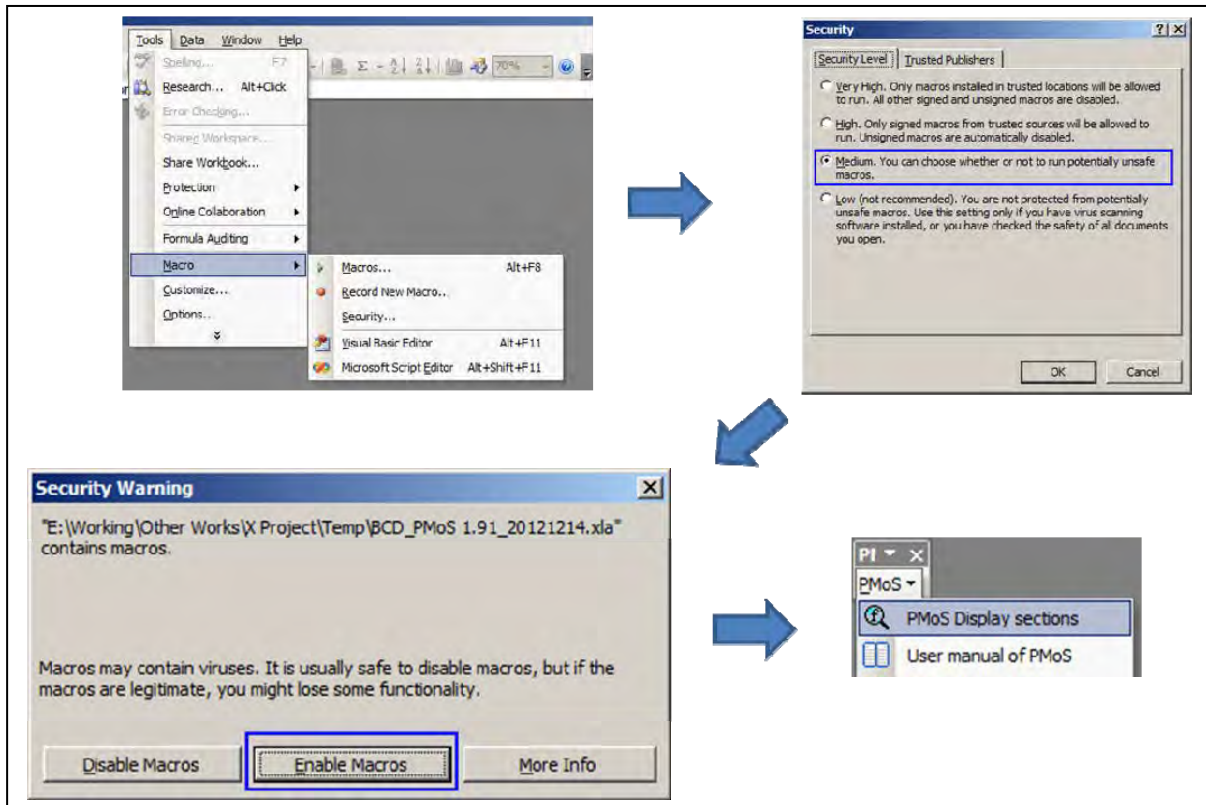 Tools Data Window Help
Spelling... F7
Research... Alt+Click
Error Checking...
Shared Workspace...
Share Workbook...
Protection
Online Collaboration
Formula Auditing
Macro
Customize...
Options...
70%
Macros... Alt+F8
Record New Macro...
Security...
Visual Basic Editor Alt+F11
Microsoft Script Editor Alt+Shift+F11
Security
Security Level Trusted Publishers
Very High. Only macros installed in trusted locations will be allowed
to run. All other signed and unsigned macros are disabled.
High. Only signed macros from trusted sources will be allowed to
run. Unsigned macros are automatically disabled.
Medium. You can choose whether or not to run potentially unsafe
macros.
Low (not recommended). You are not protected from potentially
unsafe macros. Use this setting only if you have virus scanning
software installed, or you have checked the safety of all documents
you open.
OK Cancel
Security Warning
"E:\Working\Other Works\X Project\Temp\BCD_PMoS 1.91_20121214.xla"
contains macros.
Macros may contain viruses. It is usually safe to disable macros, but if the
macros are legitimate, you might lose some functionality.
Disable Macros Enable Macros More Info
PI
PMoS
PMoS Display sections
User manual of PMoS